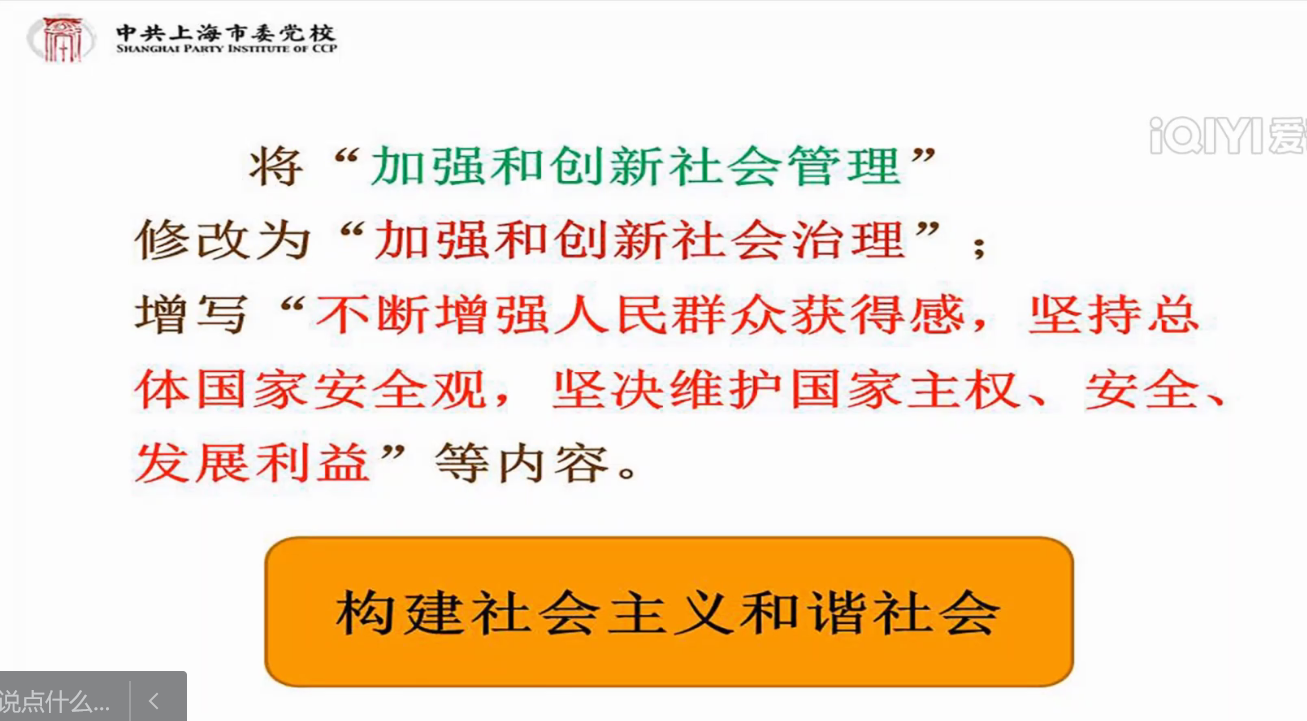 中共上海市委党校
SHANGHAI PARTY INSTITUTE OF CCP
iQIYI 爱
将“加强和创新社会管理”
修改为“加强和创新社会治理”；
增写“不断增强人民群众获得感，坚持总
体国家安全观，坚决维护国家主权、安全、
发展利益”等内容。
构建社会主义和谐社会
说点什么...